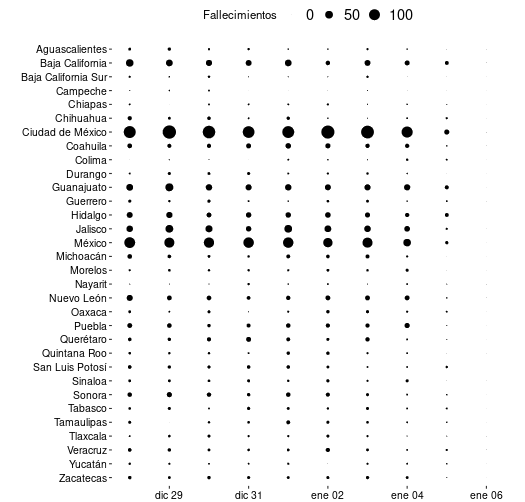 Fallecimientos 0 50 100
Aguascalientes
Baja California
Baja California Sur
Campeche
Chiapas
Chihuahua
Ciudad de México
Coahuila
Colima
Durango
Guanajuato
Guerrero
Hidalgo
Jalisco
México
Michoacán
Morelos
Nayarit
Nuevo León
Oaxaca
Puebla
Querétaro
Quintana Roo
San Luis Potosí
Sinaloa
Sonora
Tabasco
Tamaulipas
Tlaxcala
Veracruz
Yucatán
Zacatecas
dic 29 dic 31 ene 02 ene 04 ene 06